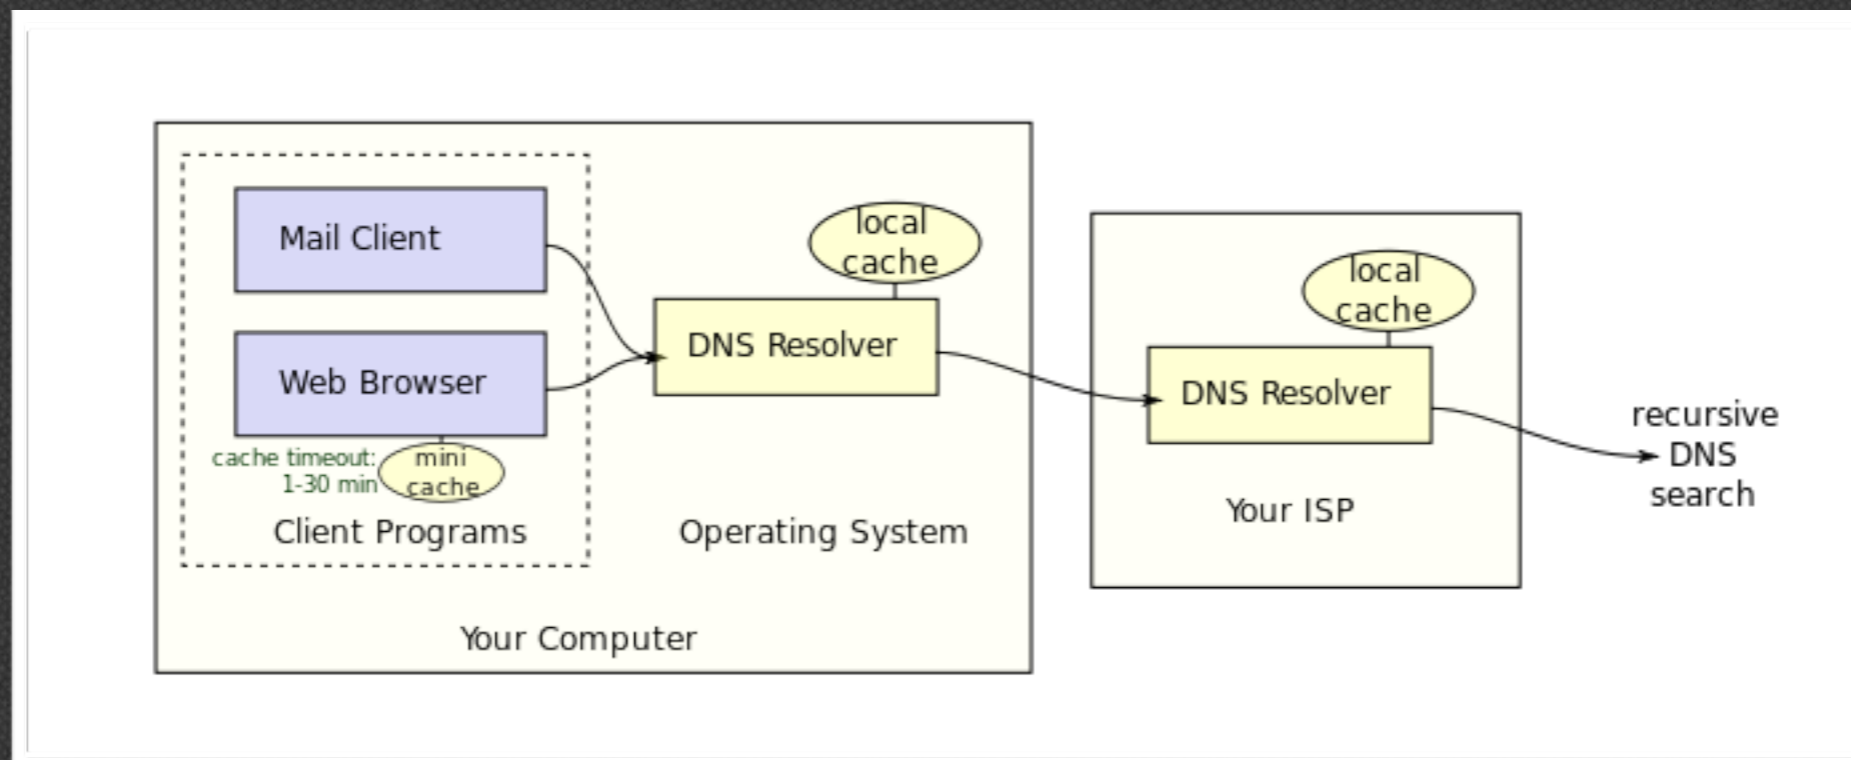 Mail Client
Web Browser
cache timeout:
1-30 min
mini
cache
Client Programs
local
cache
DNS Resolver
Operating System
Your Computer
local
cache
DNS Resolver
Your ISP
recursive
DNS
search